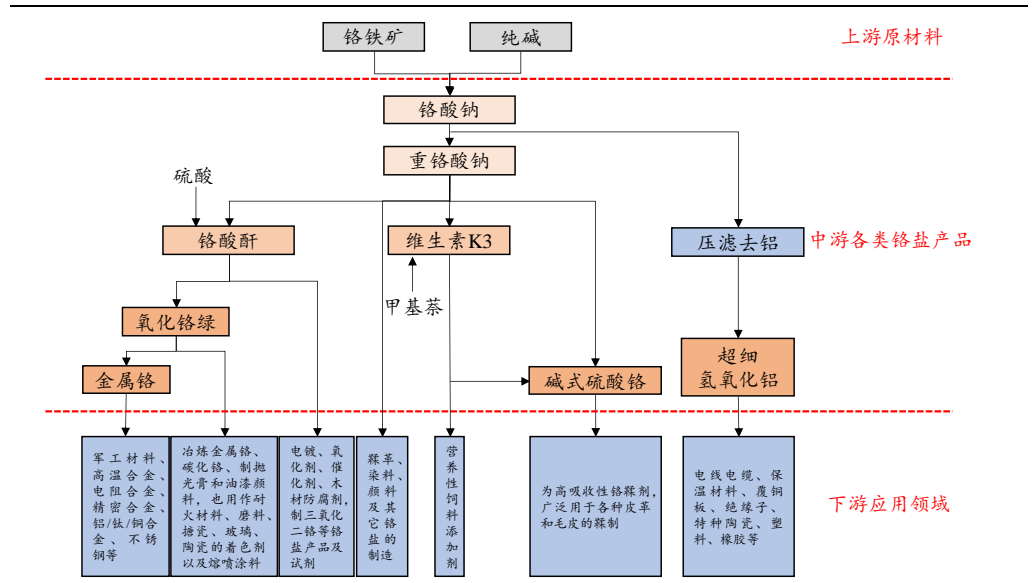 铬铁矿
纯碱
上游原材料
铬酸钠
重铬酸钠
硫酸
铬酸酐
维生素K3
压滤去铝
中游各类铬盐产品
甲基萘
氧化铬绿
金属铬
碱式硫酸铬
超细
氢氧化铝
军工材料、
高温合金、
电阻合金、
精密合金、
铝/钛/铜合
金、不锈
钢等
冶炼金属铬、
碳化铬、制抛
光膏和油漆颜
料，也用作耐
火材料、磨料、
搪瓷、玻璃、
陶瓷的着色剂
以及熔喷涂料
电镀、氧
化剂、催
化剂、木
材防腐剂，
制三氧化
二铬等铬
盐产品及
试剂
鞣革、
染料、
颜料
及其
它铬
盐的
制造
营
养
性
饲
料
添
加
剂
为高吸收性铬鞣剂，
广泛用于各种皮革
和毛皮的鞣制
电线电缆、保
温材料、覆铜
板、绝缘子、
特种陶瓷、塑
料、橡胶等
下游应用领域